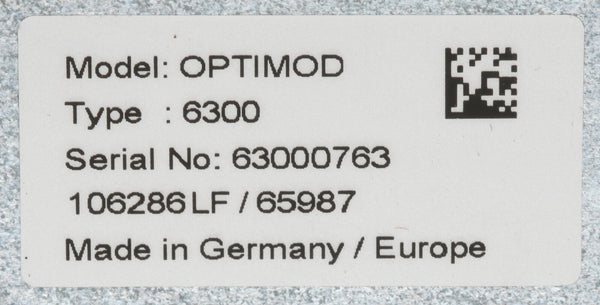 Model: OPTIMOD
Type : 6300
Serial No: 63000763
106286LF / 65987
Made in Germany / Europe